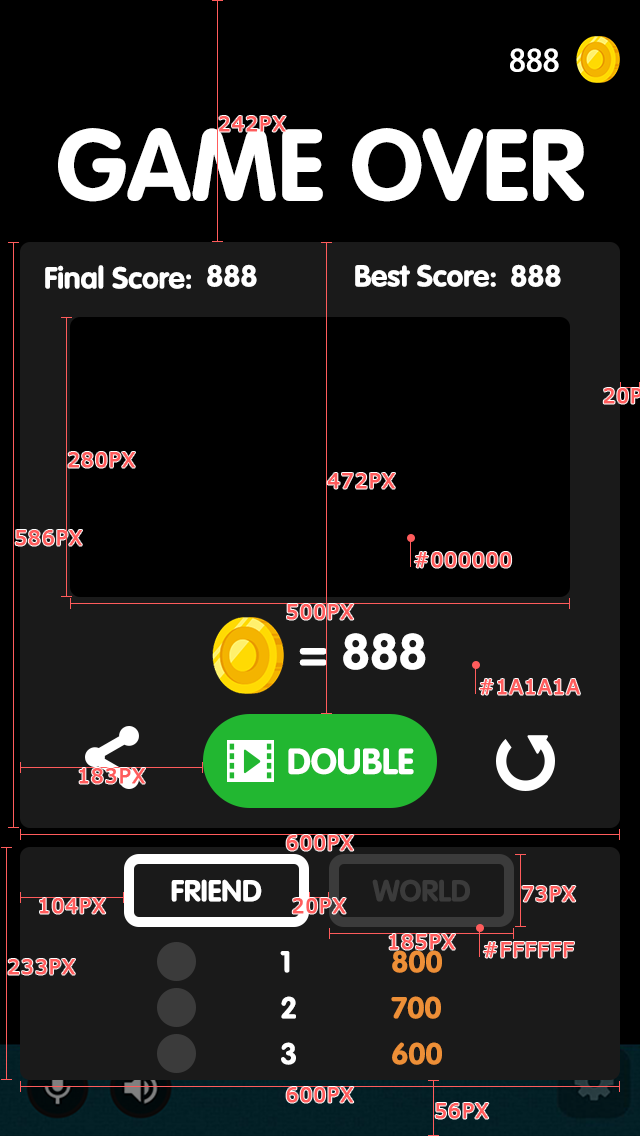 888
242PX
GAME OVER
Final Score: 888
Best Score: 888
20P
280PX
472PX
586PX
#000000
500PX
= 888
#1A1A1A
DOUBLE
183PX
600PX
FRIEND
WORLD
73PX
104PX
20PX
185PX
#FFFFFF
1 800
233PX
2 700
3 600
600PX
56PX